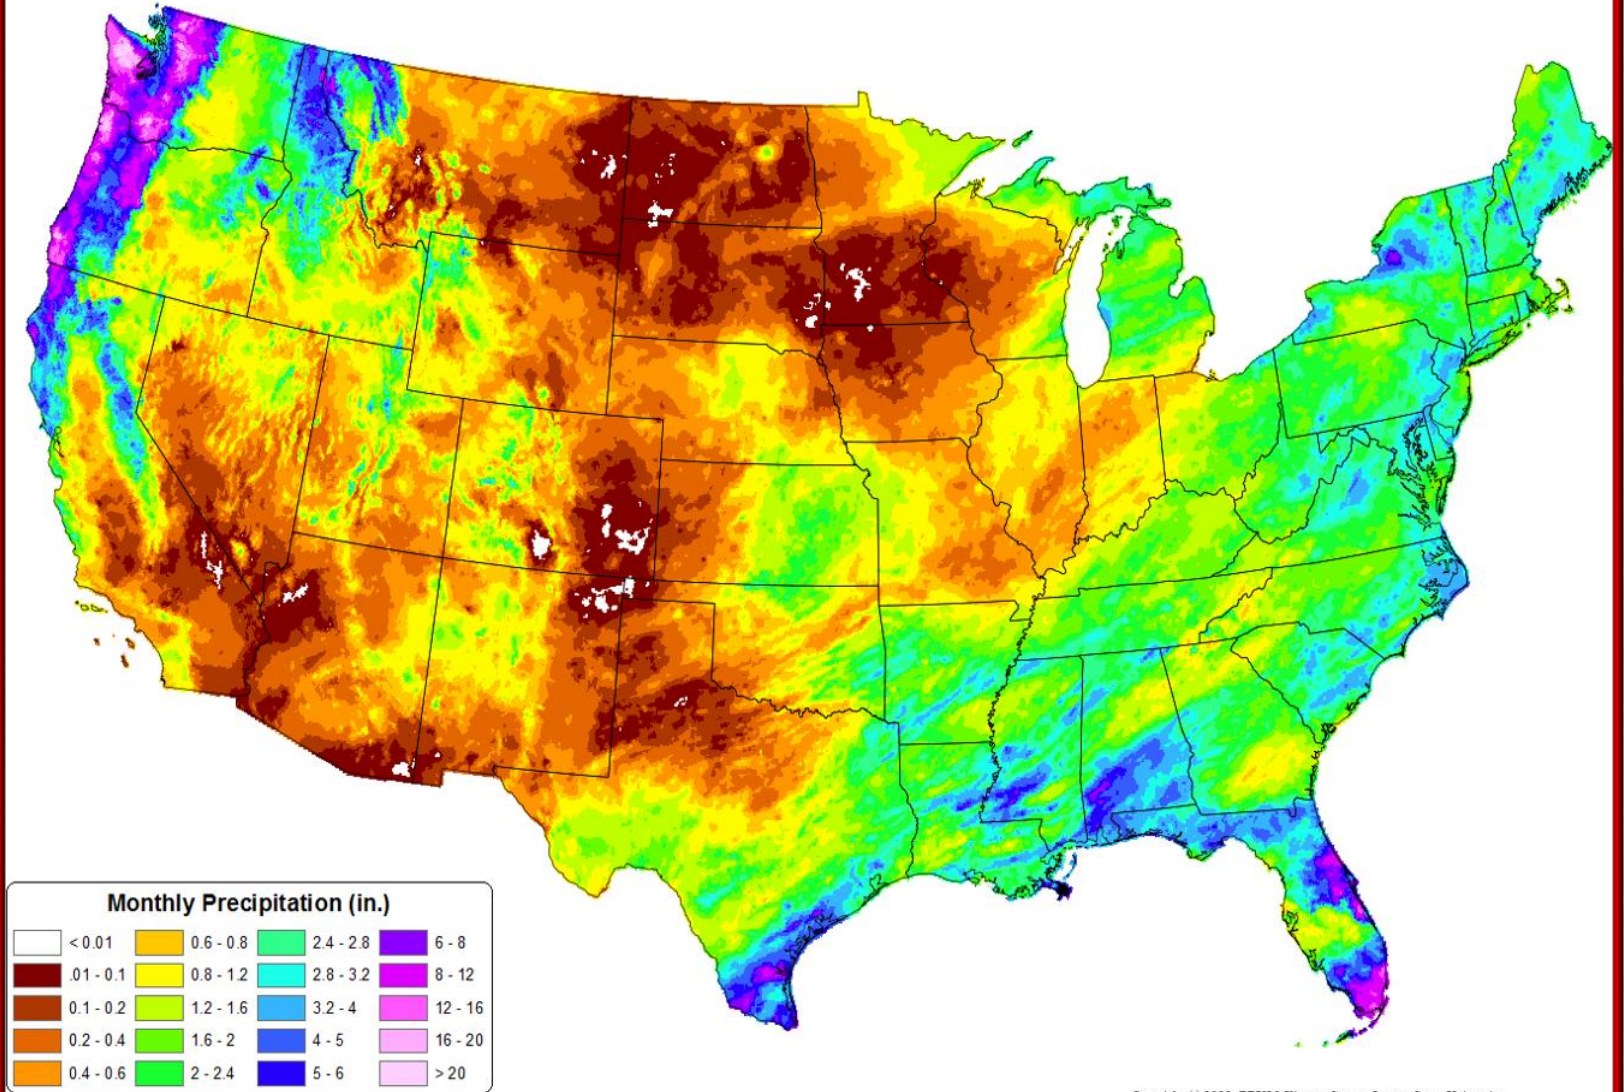 Monthly Precipitation (in.)
< 0.01 0.6 - 0.8 2.4 - 2.8 6 - 8
.01 - 0.1 0.8 - 1.2 2.8 - 3.2 8 - 12
0.1 - 0.2 1.2 - 1.6 3.2 - 4 12 - 16
0.2 - 0.4 1.6 - 2 4 - 5 16 - 20
0.4 - 0.6 2 - 2.4 5 - 6 > 20